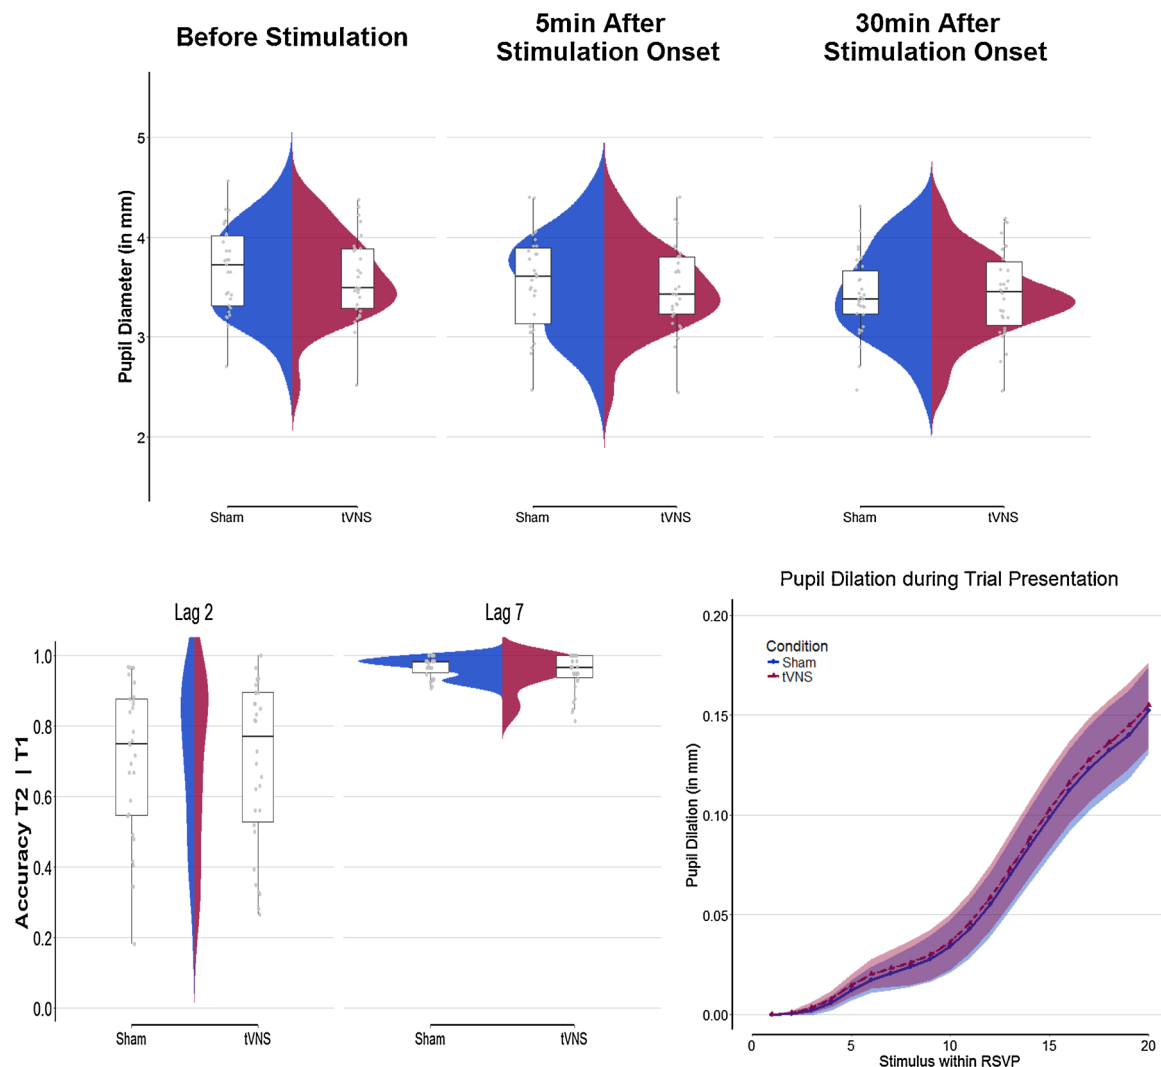 Before Stimulation
5min After
Stimulation Onset
30min After
Stimulation Onset
Pupil Diameter (in mm)
5
4
3
2
Sham
tVNS
Sham
tVNS
Sham
tVNS
Lag 2
Lag 7
Accuracy T2 | T1
1.0
0.8
0.6
0.4
0.2
0.0
Sham
tVNS
Sham
tVNS
Pupil Dilation during Trial Presentation
Pupil Dilation (in mm)
0.20
0.15
0.10
0.05
0.00
Condition
Sham
tVNS
0
5
10
15
20
Stimulus within RSVP